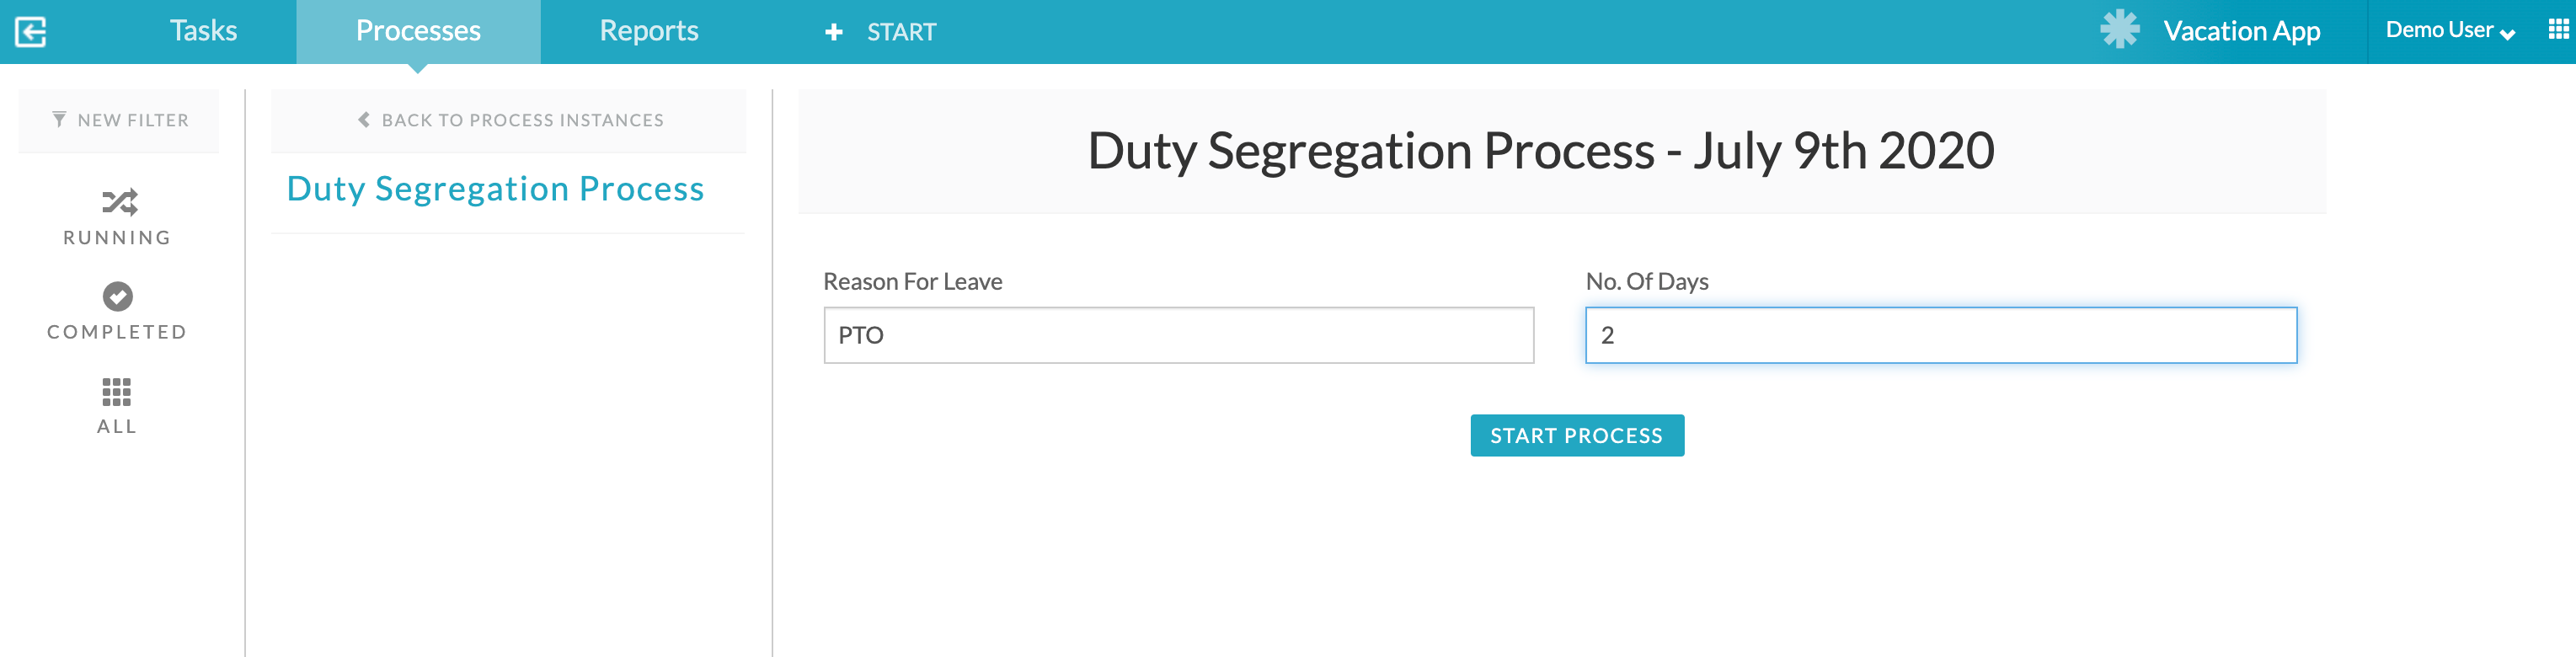 Tasks
Processes
Reports
START
Vacation App
Demo User
NEW FILTER
RUNNING
COMPLETED
ALL
BACK TO PROCESS INSTANCES
Duty Segregation Process
Duty Segregation Process - July 9th 2020
Reason For Leave
PTO
No. Of Days
2
START PROCESS